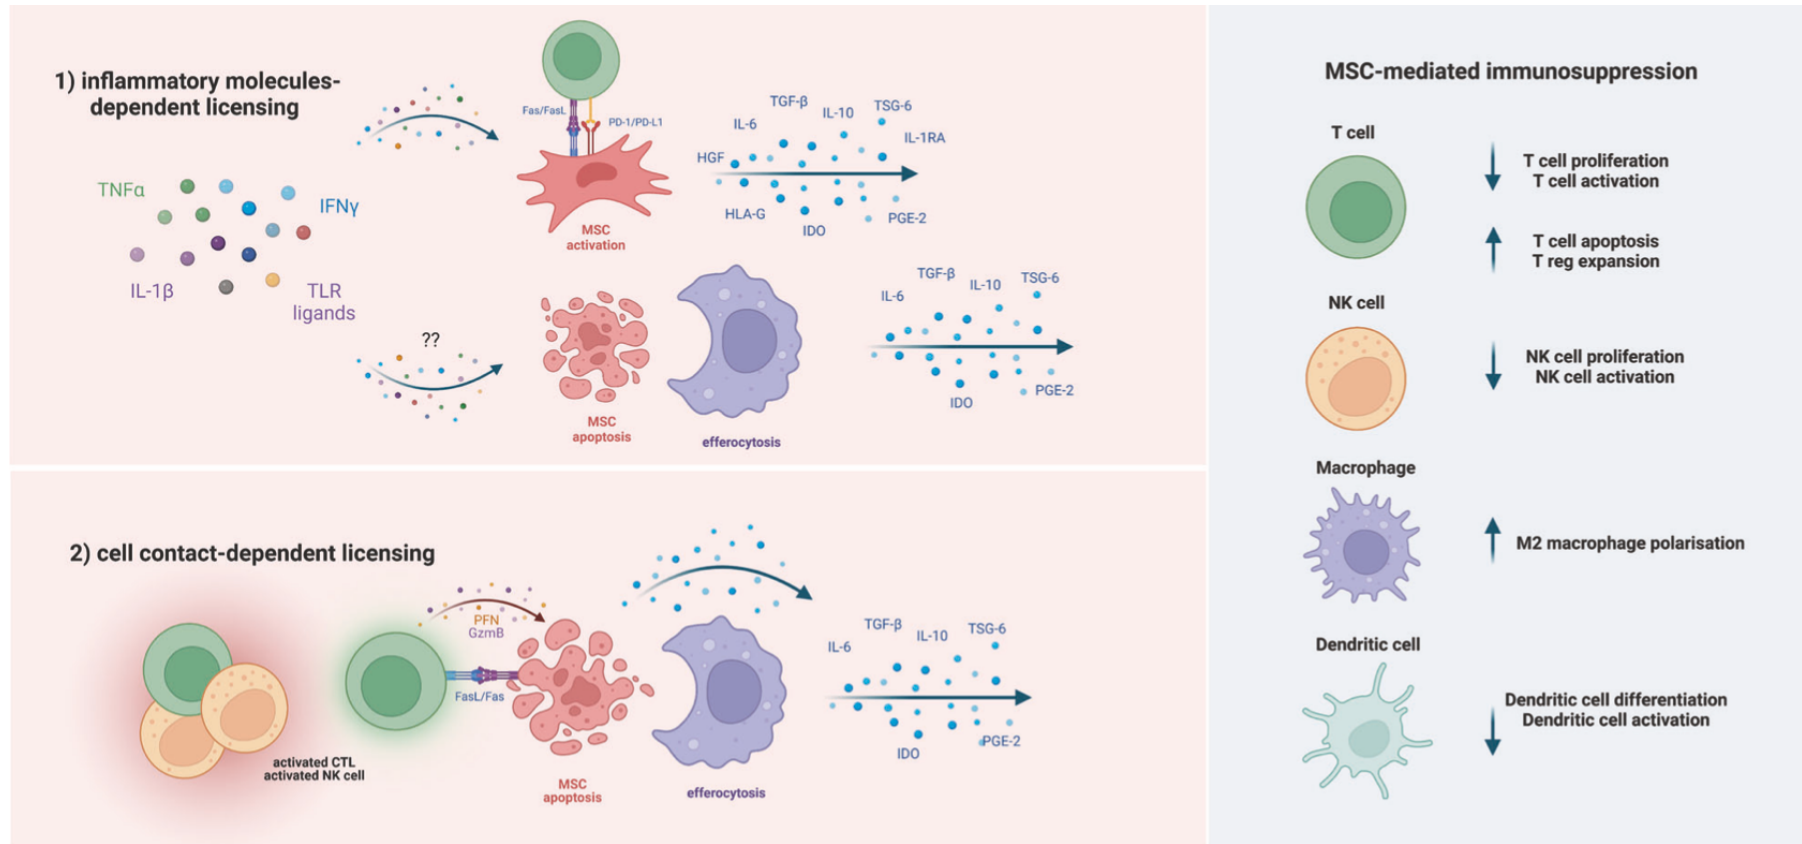 1) inflammatory molecules-
dependent licensing
TNFα
IFNγ
IL-1β
TLR
ligands
Fas/FasL
PD-1/PD-L1
MSC
activation
HGF
IL-6
TGF-β
IL-10
TSG-6
IL-1RA
HLA-G
IDO
PGE-2
??
MSC
apoptosis
efferocytosis
IL-6
TGF-β
IL-10
TSG-6
IDO
PGE-2
2) cell contact-dependent licensing
activated CTL
activated NK cell
PFN
GzmB
FasL/Fas
MSC
apoptosis
efferocytosis
IL-6
TGF-β
IL-10
TSG-6
IDO
PGE-2
MSC-mediated immunosuppression
T cell
T cell proliferation
T cell activation
T cell apoptosis
T reg expansion
NK cell
NK cell proliferation
NK cell activation
Macrophage
M2 macrophage polarisation
Dendritic cell
Dendritic cell differentiation
Dendritic cell activation